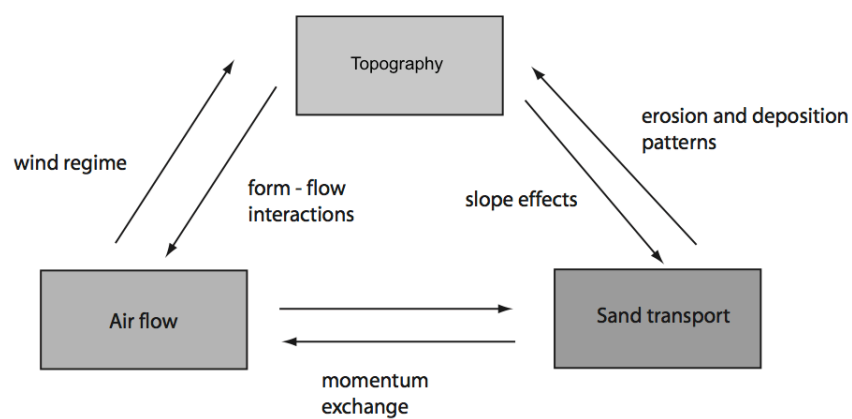 Topography
erosion and deposition
patterns
wind regime
form - flow
interactions
slope effects
Air flow
Sand transport
momentum
exchange